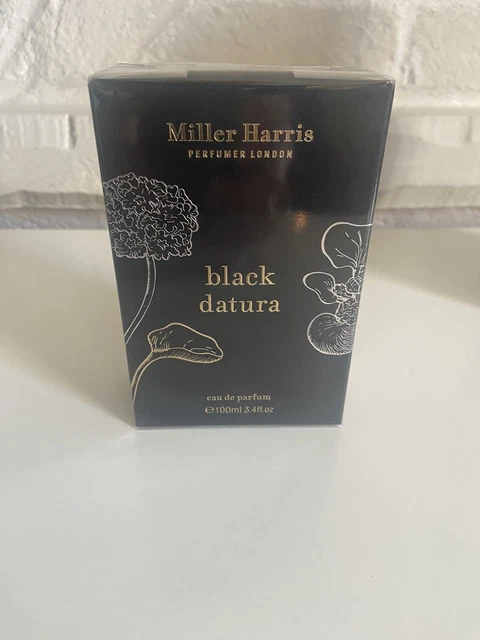 Miller Harris
PERFUMER LONDON
black
datura
eau de parfum
℮100ml 3.4fl.oz